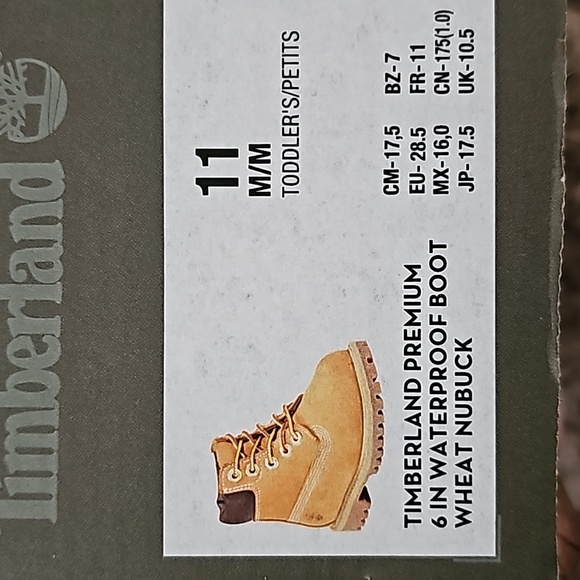 Timberland
11
M/M
TODDLER'S/PETITS
CM-17,5 BZ-7
EU- 28.5 FR-11
MX-16,0 CN-175(1.0)
JP- 17.5 UK-10.5
TIMBERLAND PREMIUM
6 IN WATERPROOF BOOT
WHEAT NUBUCK